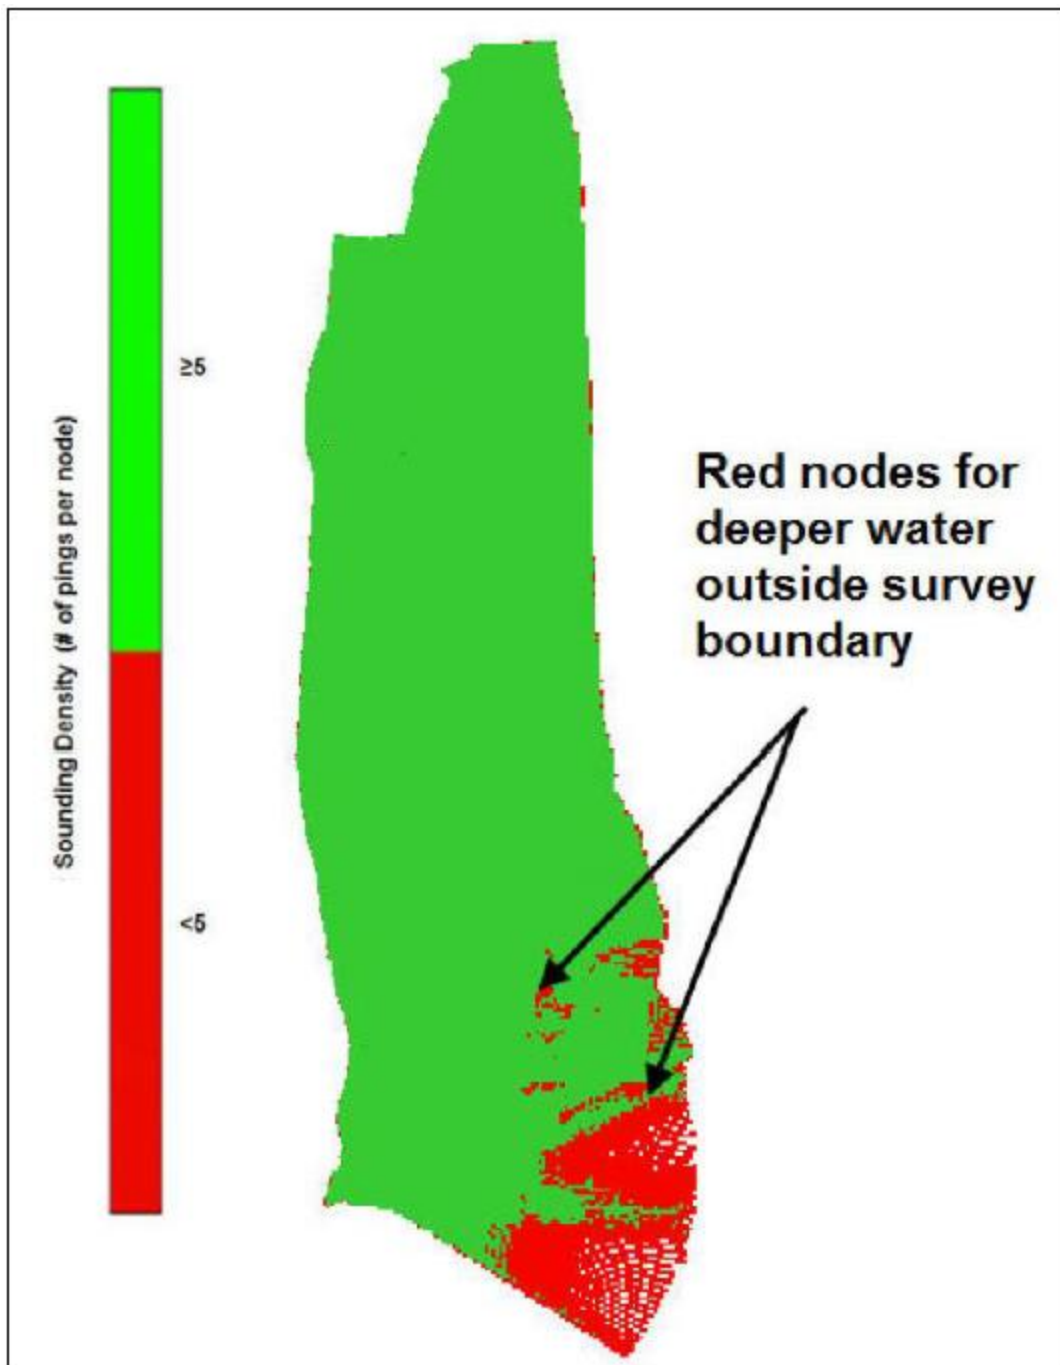 Sounding Density (# of pings per node)
≥5
<5
Red nodes for
deeper water
outside survey
boundary